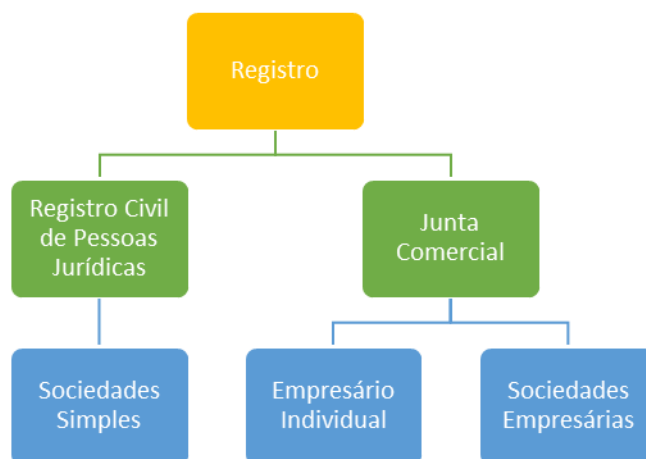 Registro
Registro Civil
de Pessoas
Jurídicas
Junta
Comercial
Sociedades
Simples
Empresário
Individual
Sociedades
Empresárias